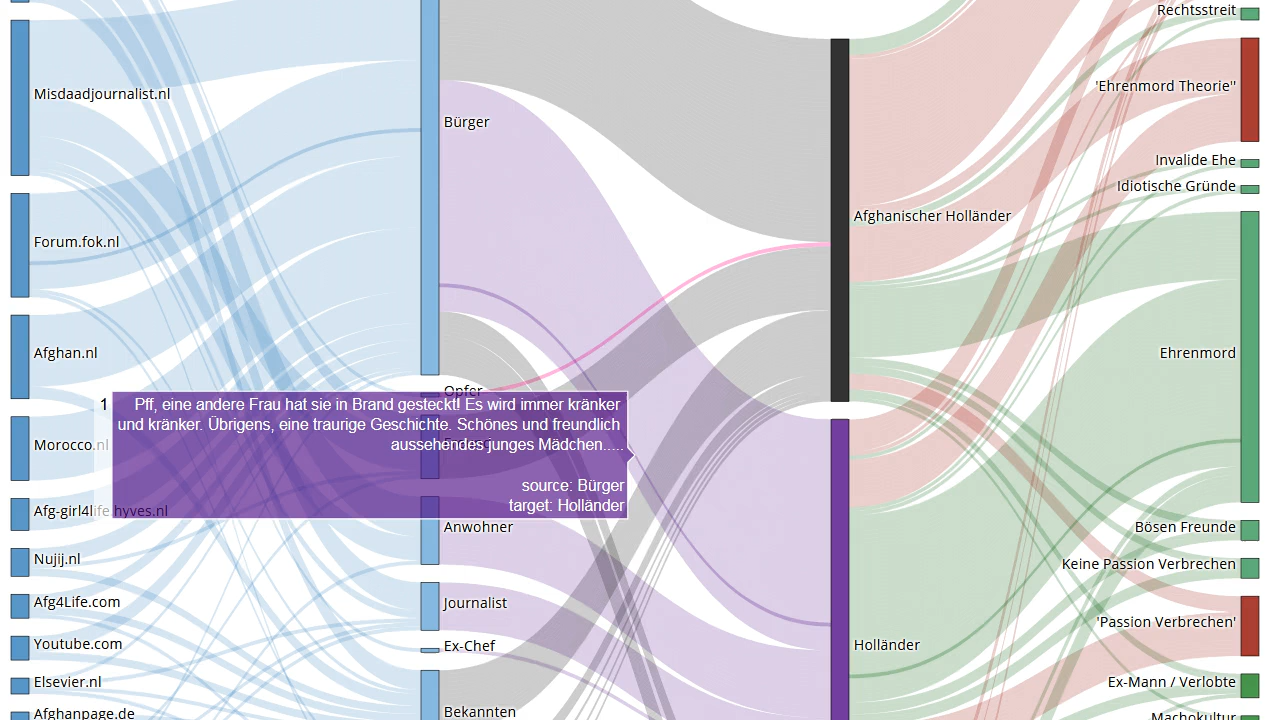 Misdaadjournalist.nl
Forum.fok.nl
Afghan.nl
Morocco.nl
Afg-girl4life hyves.nl
Nujij.nl
Afg4Life.com
Youtube.com
Elsevier.nl
Afghanpage.de
Bürger
Opfer
Anwohner
Journalist
Ex-Chef
Bekannten
1
Pff, eine andere Frau hat sie in Brand gesteckt! Es wird immer kränker
und kränker. Übrigens, eine traurige Geschichte. Schönes und freundlich
aussehendes junges Mädchen.....
source: Bürger
target: Holländer
Afghanischer Holländer
Holländer
Rechtsstreit
'Ehrenmord Theorie''
Invalide Ehe
Idiotische Gründe
Ehrenmord
Bösen Freunde
Keine Passion Verbrechen
'Passion Verbrechen'
Ex-Mann / Verlobte
Machokultur